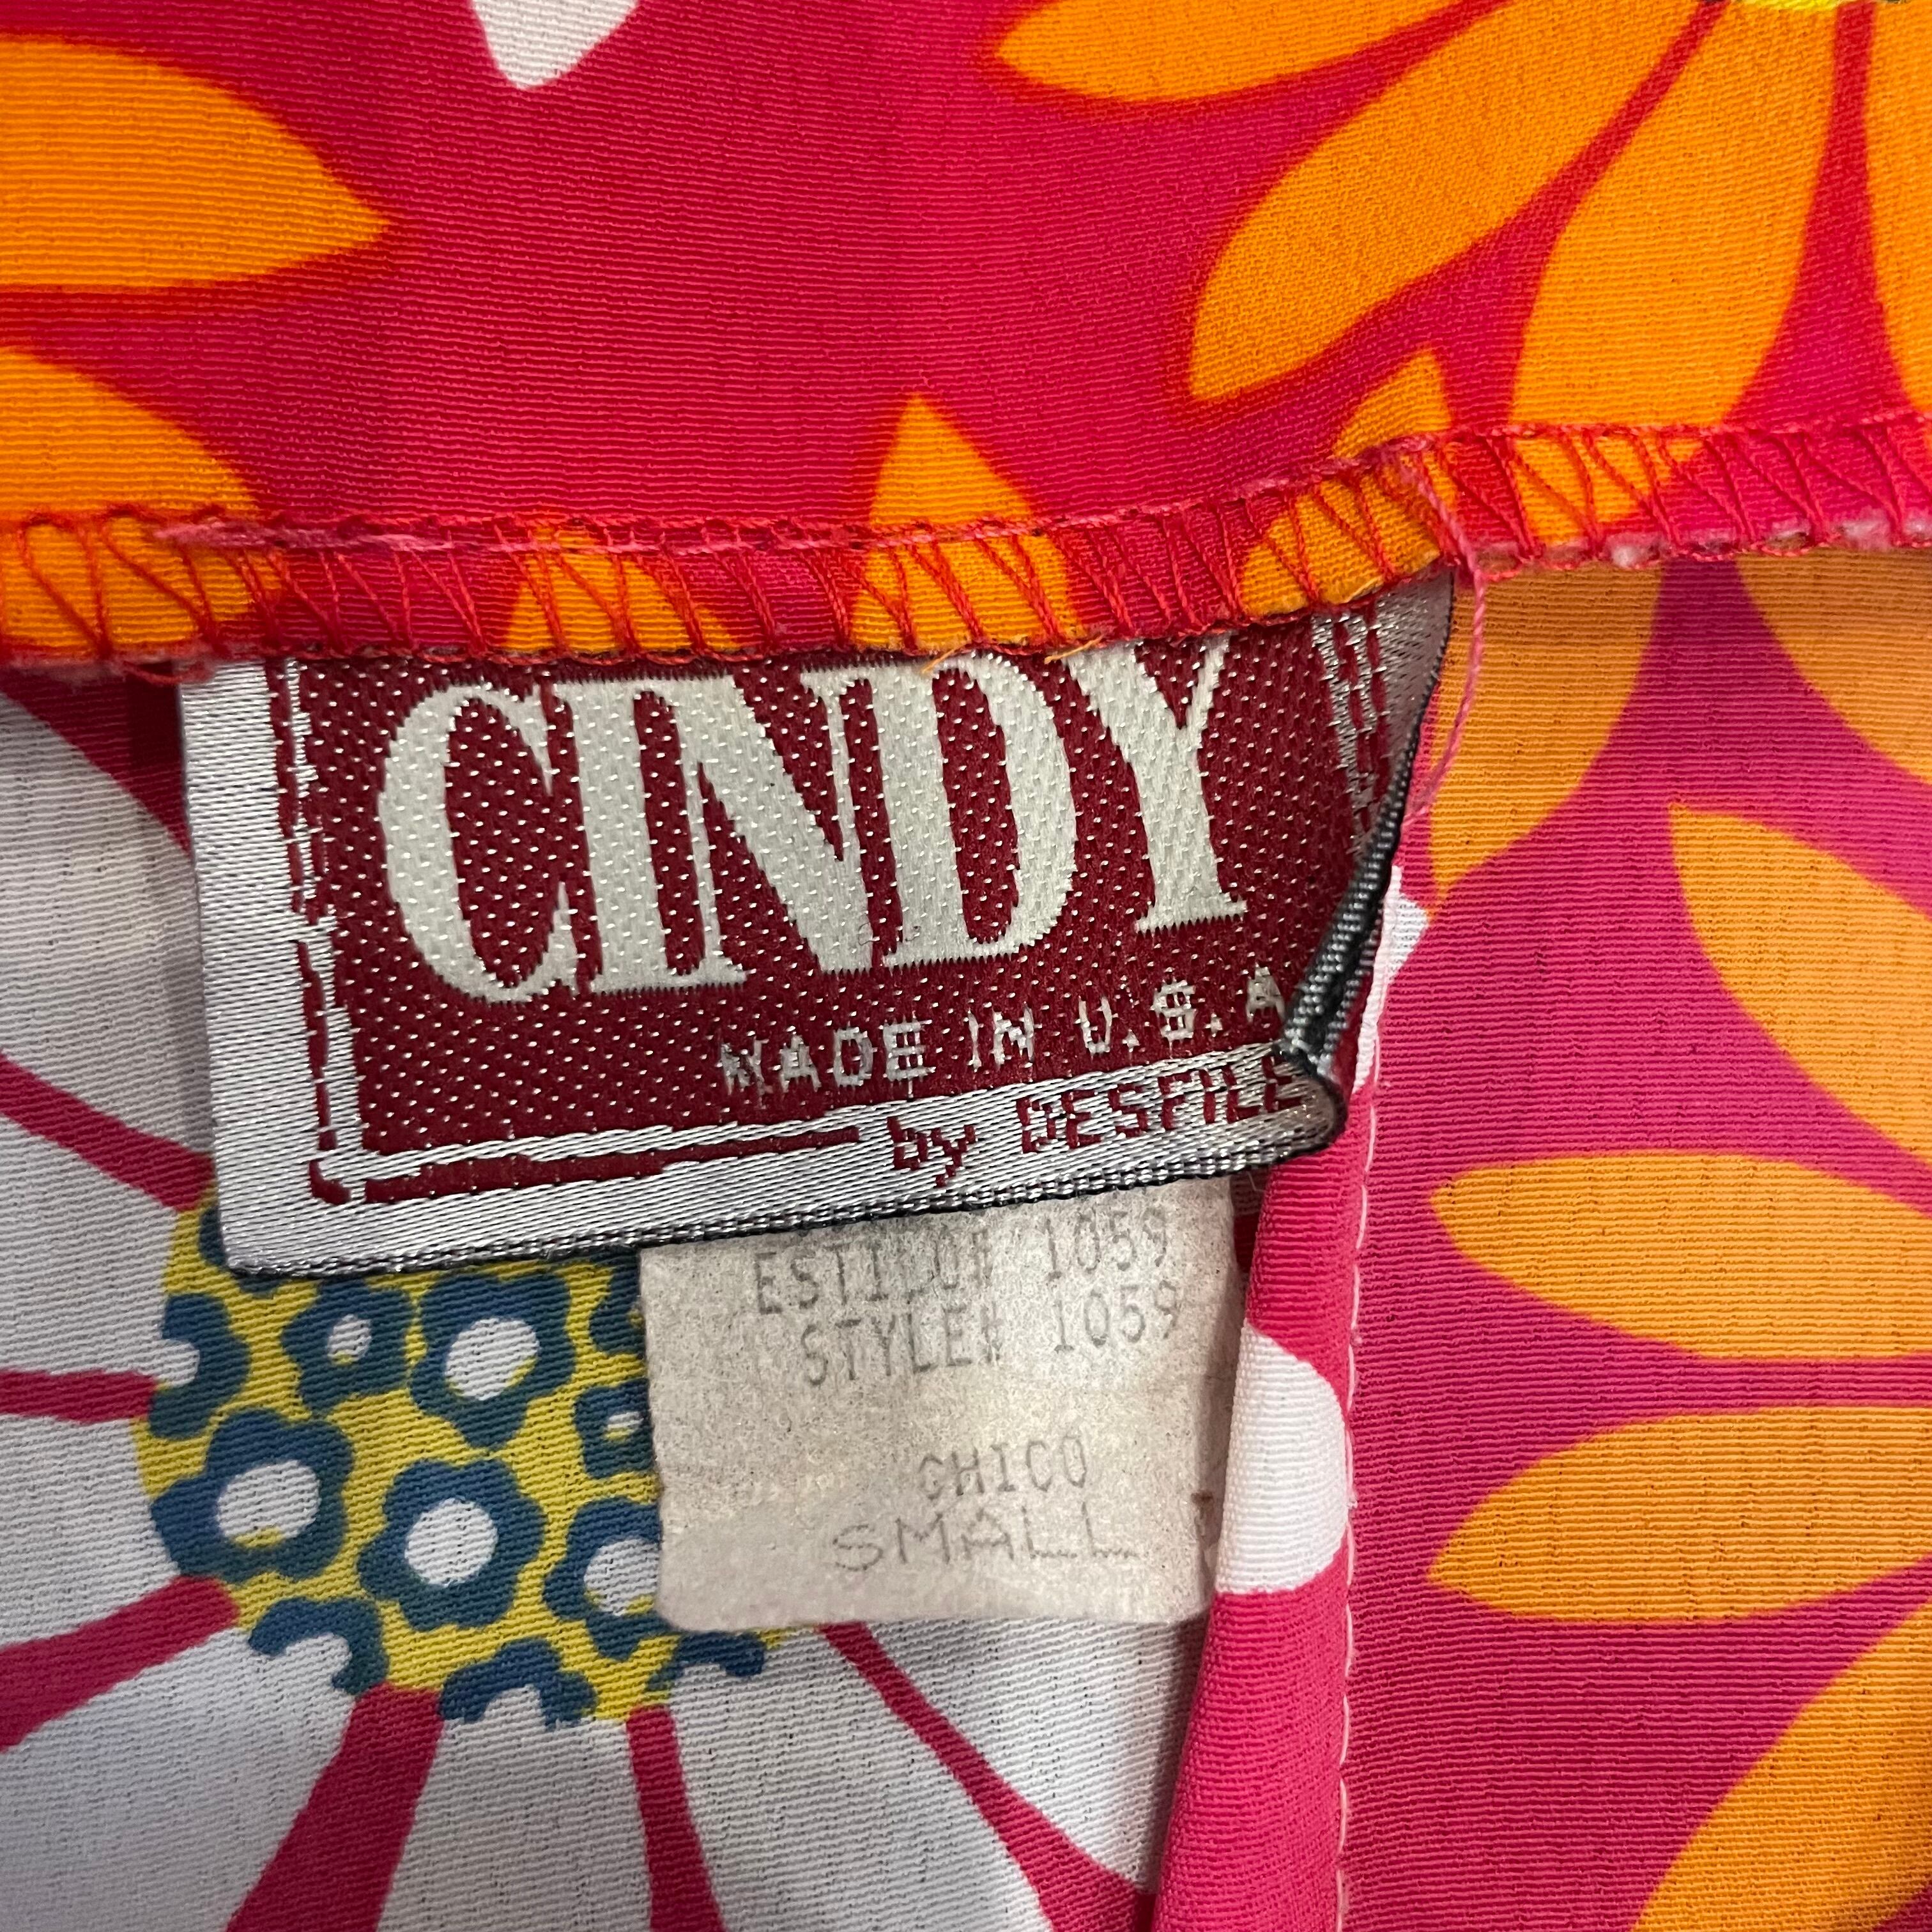 CINDY
MADE IN U.S.A
by DESFILE
ESTILO# 1059
STYLE# 1059
CHICO
SMALL